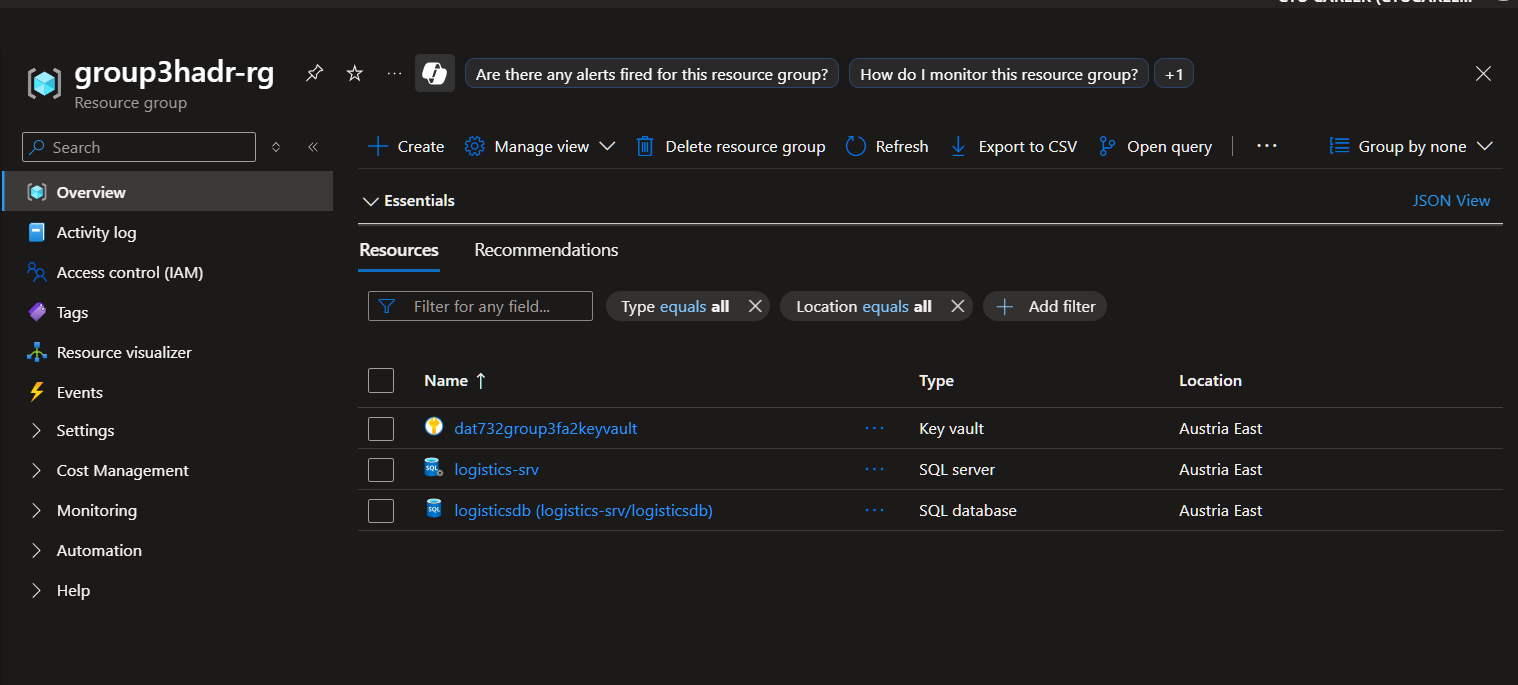 group3hadr-rg
Resource group
Are there any alerts fired for this resource group?
How do I monitor this resource group?
+1
Search
Create
Manage view
Delete resource group
Refresh
Export to CSV
Open query
Group by none
Overview
Activity log
Access control (IAM)
Tags
Resource visualizer
Events
Settings
Cost Management
Monitoring
Automation
Help
Essentials
JSON View
Resources
Recommendations
Filter for any field...
Type equals all
Location equals all
Add filter
Name ↑ Type Location
dat732group3fa2keyvault ... Key vault Austria East
logistics-srv ... SQL server Austria East
logisticsdb (logistics-srv/logisticsdb) ... SQL database Austria East